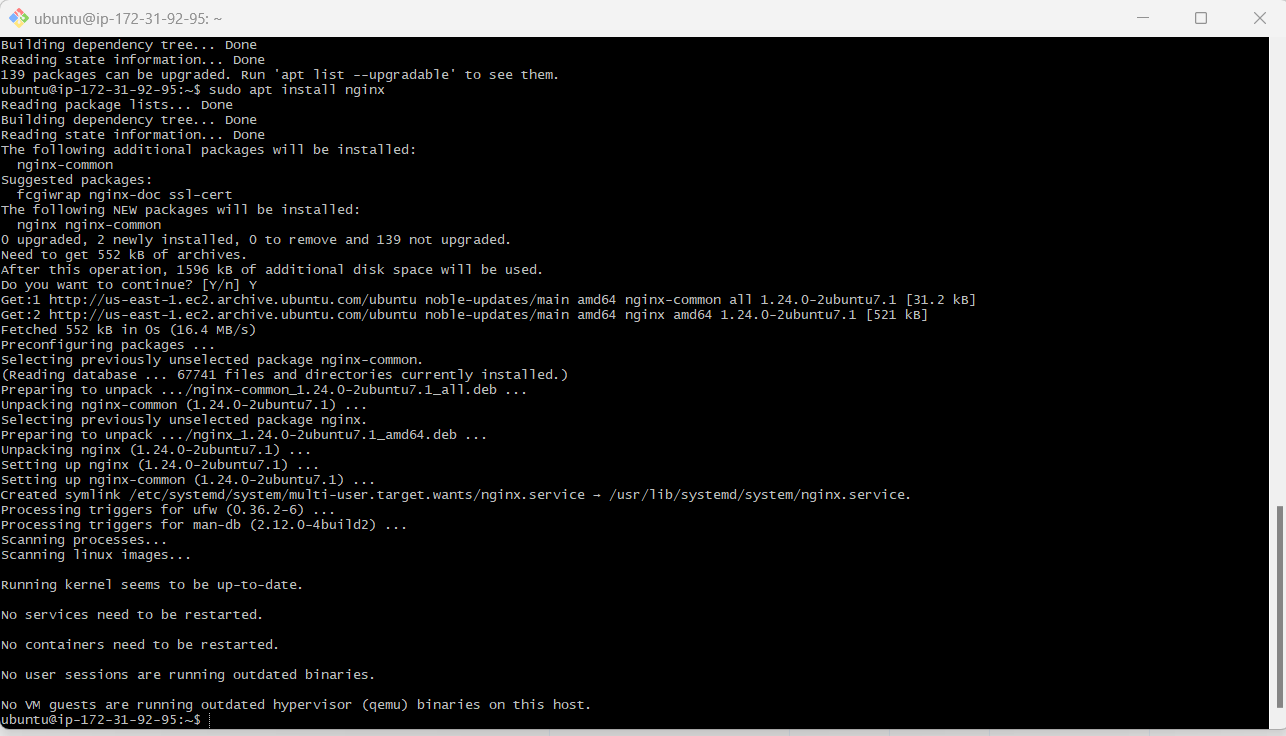 ubuntu@ip-172-31-92-95: ~
Building dependency tree... Done
Reading state information... Done
139 packages can be upgraded. Run 'apt list --upgradable' to see them.
ubuntu@ip-172-31-92-95:~$ sudo apt install nginx
Reading package lists... Done
Building dependency tree... Done
Reading state information... Done
The following additional packages will be installed:
  nginx-common
Suggested packages:
  fcgiwrap nginx-doc ssl-cert
The following NEW packages will be installed:
  nginx nginx-common
0 upgraded, 2 newly installed, 0 to remove and 139 not upgraded.
Need to get 552 kB of archives.
After this operation, 1596 kB of additional disk space will be used.
Do you want to continue? [Y/n] Y
Get:1 http://us-east-1.ec2.archive.ubuntu.com/ubuntu noble-updates/main amd64 nginx-common all 1.24.0-2ubuntu7.1 [31.2 kB]
Get:2 http://us-east-1.ec2.archive.ubuntu.com/ubuntu noble-updates/main amd64 nginx amd64 1.24.0-2ubuntu7.1 [521 kB]
Fetched 552 kB in 0s (16.4 MB/s)
Preconfiguring packages ...
Selecting previously unselected package nginx-common.
(Reading database ... 67741 files and directories currently installed.)
Preparing to unpack .../nginx-common_1.24.0-2ubuntu7.1_all.deb ...
Unpacking nginx-common (1.24.0-2ubuntu7.1) ...
Selecting previously unselected package nginx.
Preparing to unpack .../nginx_1.24.0-2ubuntu7.1_amd64.deb ...
Unpacking nginx (1.24.0-2ubuntu7.1) ...
Setting up nginx (1.24.0-2ubuntu7.1) ...
Setting up nginx-common (1.24.0-2ubuntu7.1) ...
Created symlink /etc/systemd/system/multi-user.target.wants/nginx.service → /usr/lib/systemd/system/nginx.service.
Processing triggers for ufw (0.36.2-6) ...
Processing triggers for man-db (2.12.0-4build2) ...
Scanning processes...
Scanning linux images...

Running kernel seems to be up-to-date.

No services need to be restarted.

No containers need to be restarted.

No user sessions are running outdated binaries.

No VM guests are running outdated hypervisor (qemu) binaries on this host.
ubuntu@ip-172-31-92-95:~$